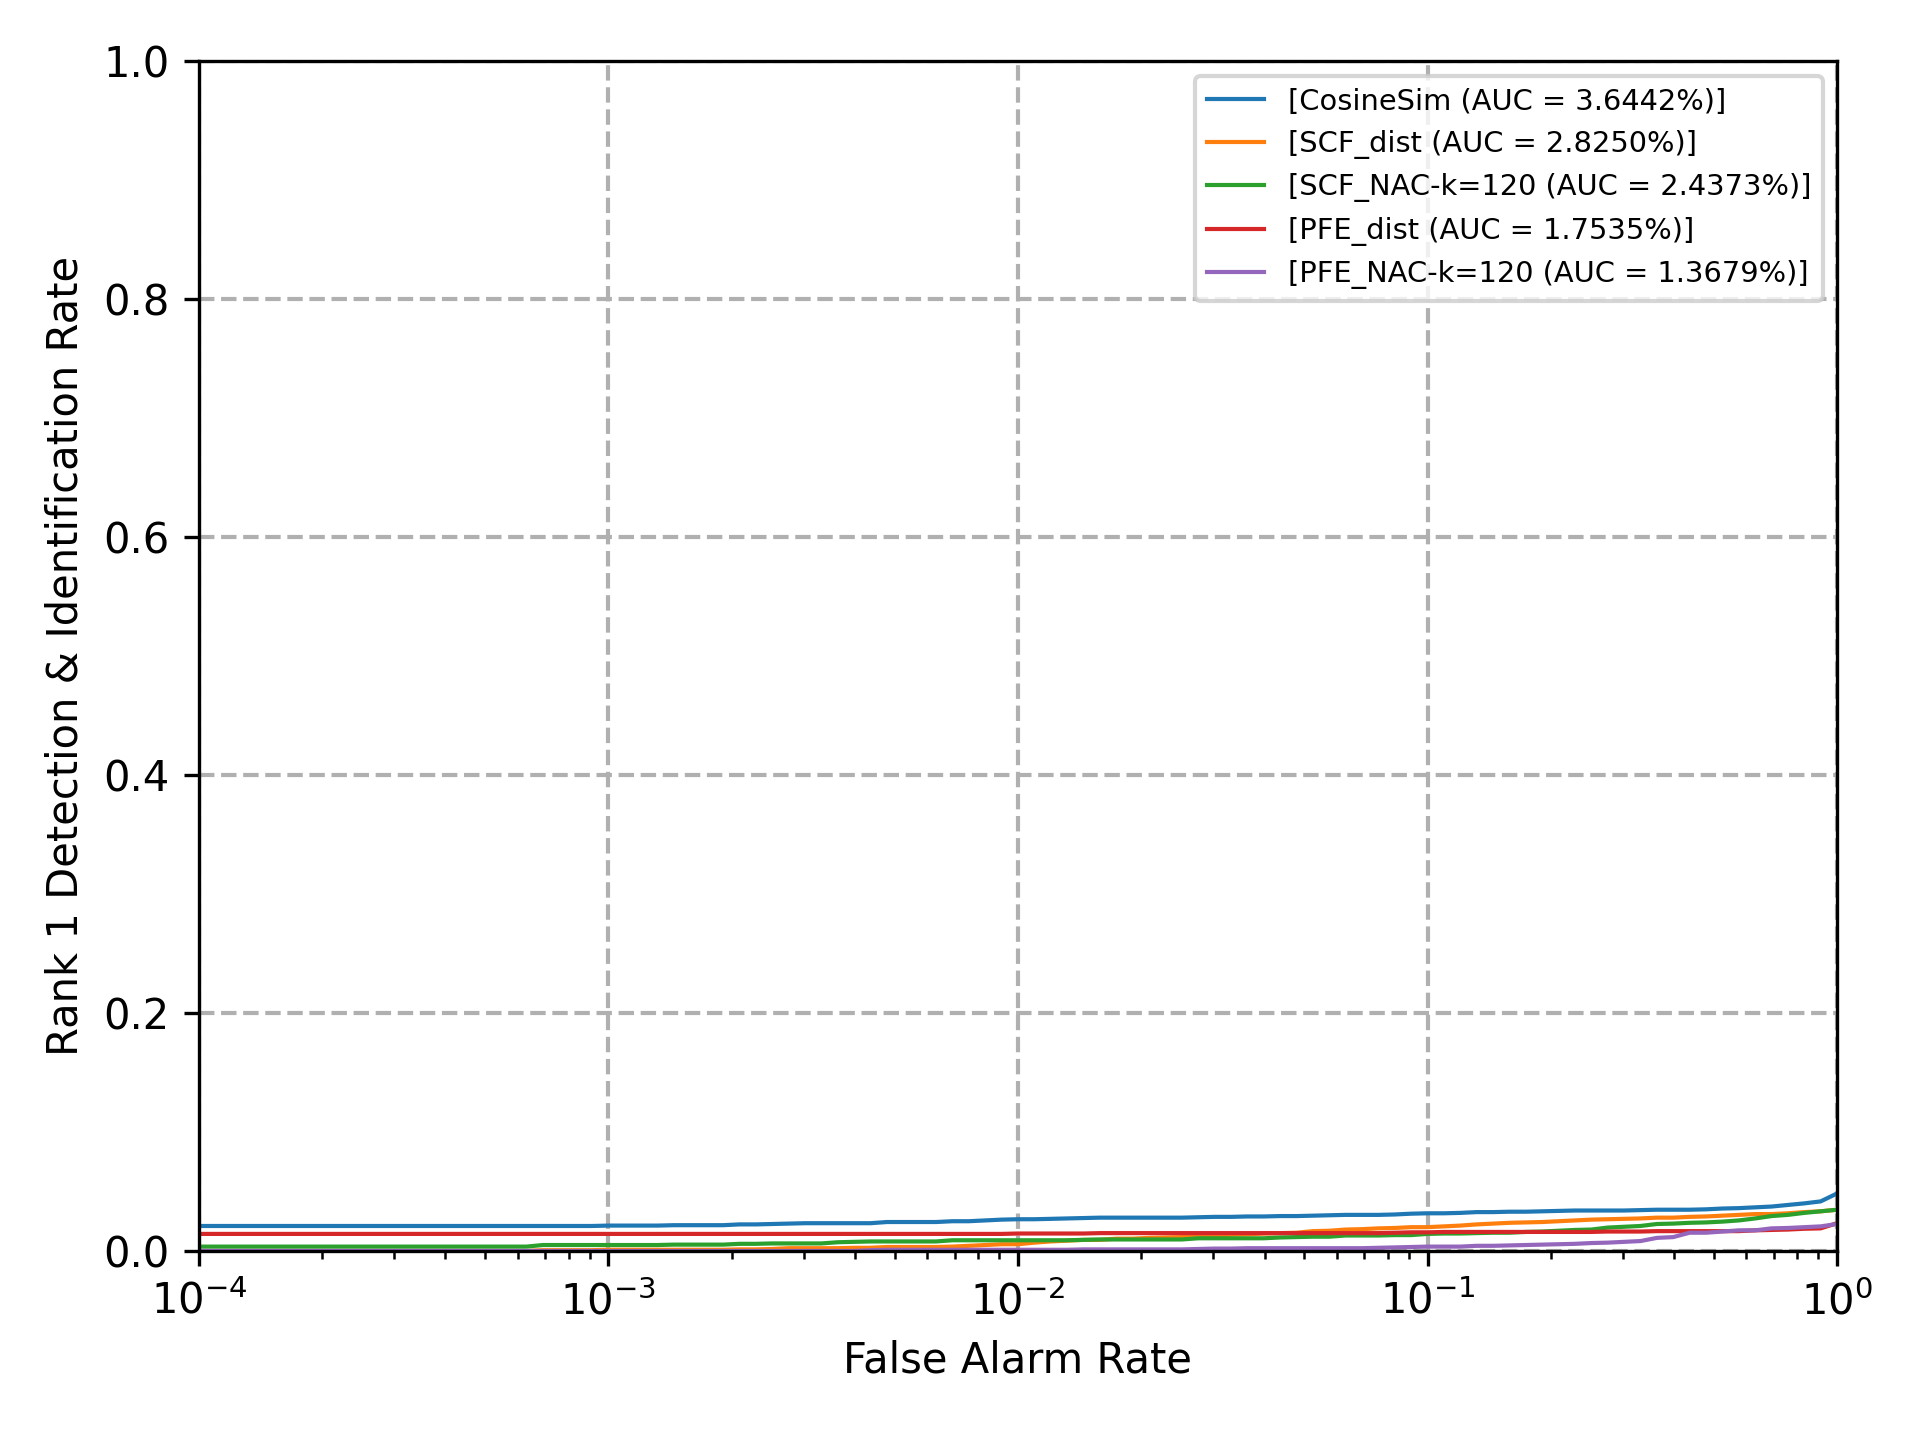 1.0
0.8
0.6
0.4
0.2
0.0
Rank 1 Detection & Identification Rate
[CosineSim (AUC = 3.6442%)]
[SCF_dist (AUC = 2.8250%)]
[SCF_NAC-k=120 (AUC = 2.4373%)]
[PFE_dist (AUC = 1.7535%)]
[PFE_NAC-k=120 (AUC = 1.3679%)]
10⁻⁴ 10⁻³ 10⁻² 10⁻¹ 10⁰
False Alarm Rate